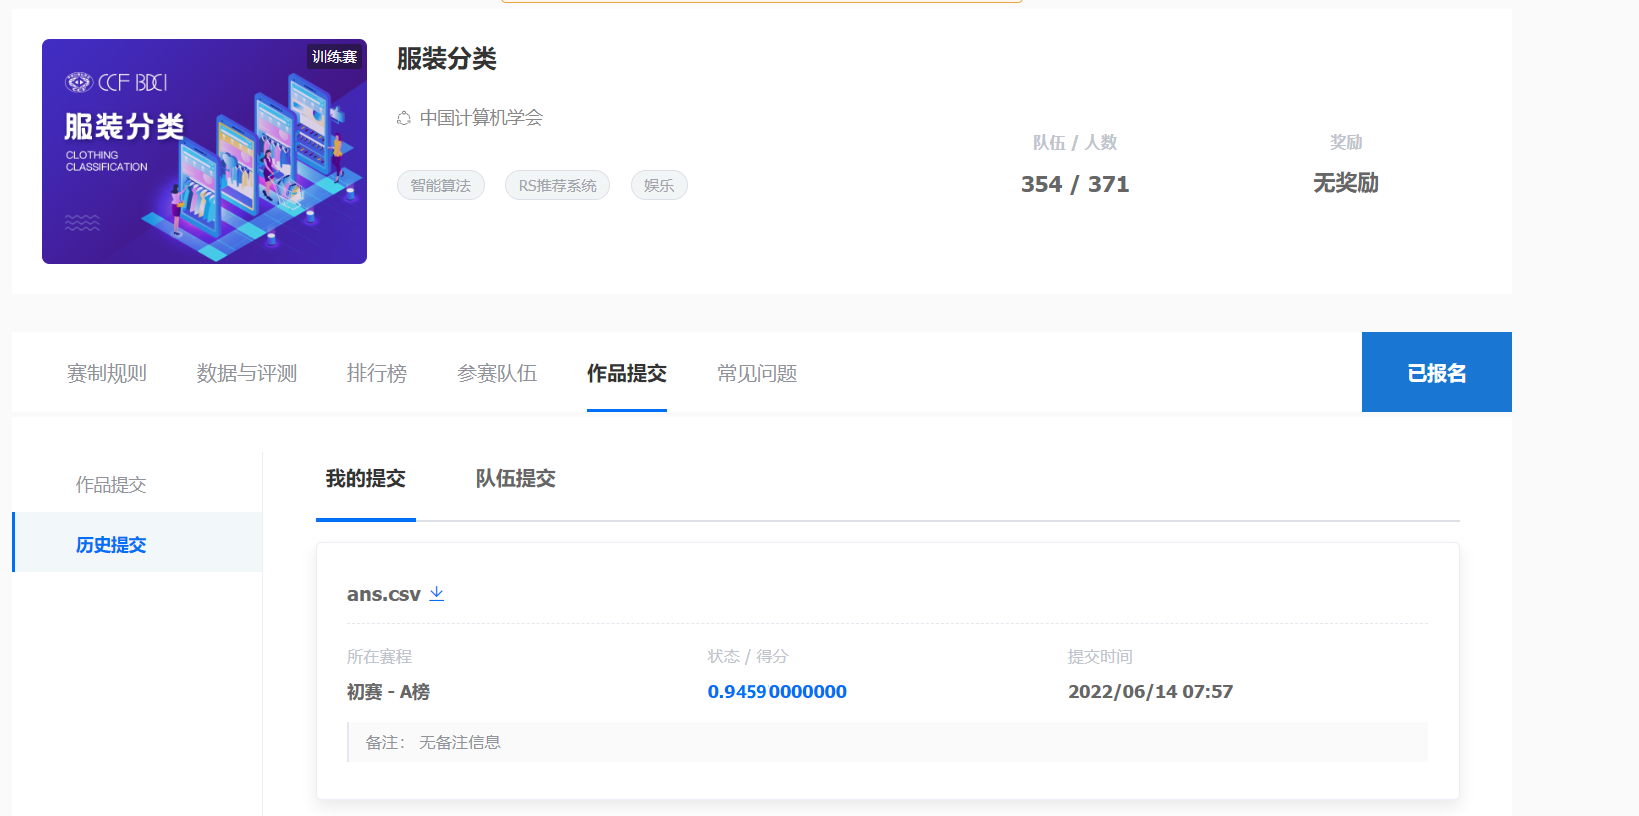 训练赛
CCF BDCI
服装分类
CLOTHING
CLASSIFICATION
服装分类
中国计算机学会
智能算法 RS推荐系统 娱乐
队伍 / 人数 奖励
354 / 371 无奖励
赛制规则 数据与评测 排行榜 参赛队伍 作品提交 常见问题 已报名
作品提交
历史提交
我的提交 队伍提交
ans.csv
所在赛程 状态 / 得分 提交时间
初赛 - A榜 0.94590000000 2022/06/14 07:57
备注： 无备注信息